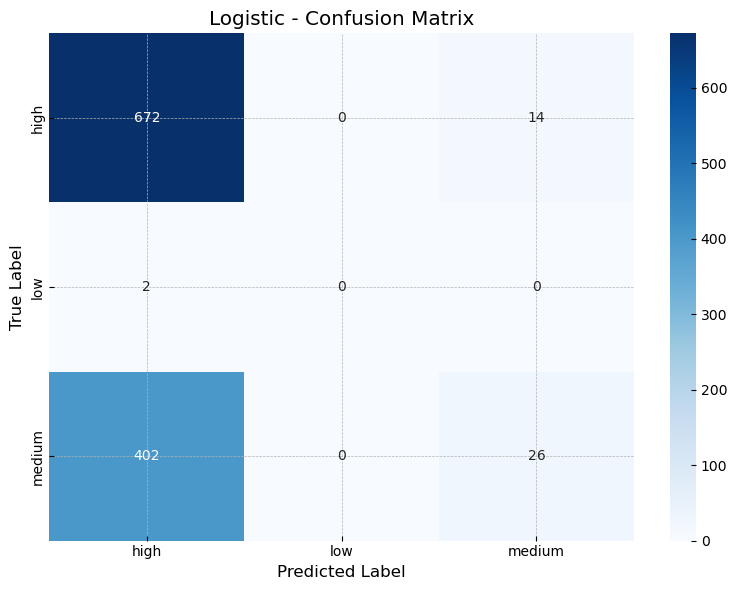 Logistic - Confusion Matrix
True Label
high
low
medium
672 0 14
2 0 0
402 0 26
high low medium
Predicted Label
600
500
400
300
200
100
0